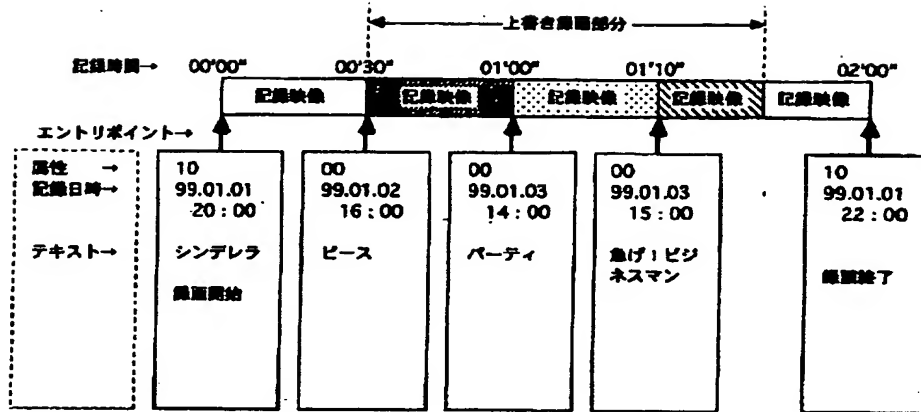 上書き録画部分
記録時間→ 00'00" 00'30" 01'00" 01'10" 02'00"
記録映像 記録映像 記録映像 記録映像 記録映像
エントリポイント→
属性 → 10 00 00 00 10
記録日時→ 99.01.01 99.01.02 99.01.03 99.01.03 99.01.01
20:00 16:00 14:00 15:00 22:00
テキスト→ シンデレラ ピース パーティ 急げ!ビジ
ネスマン
録画開始 録画終了